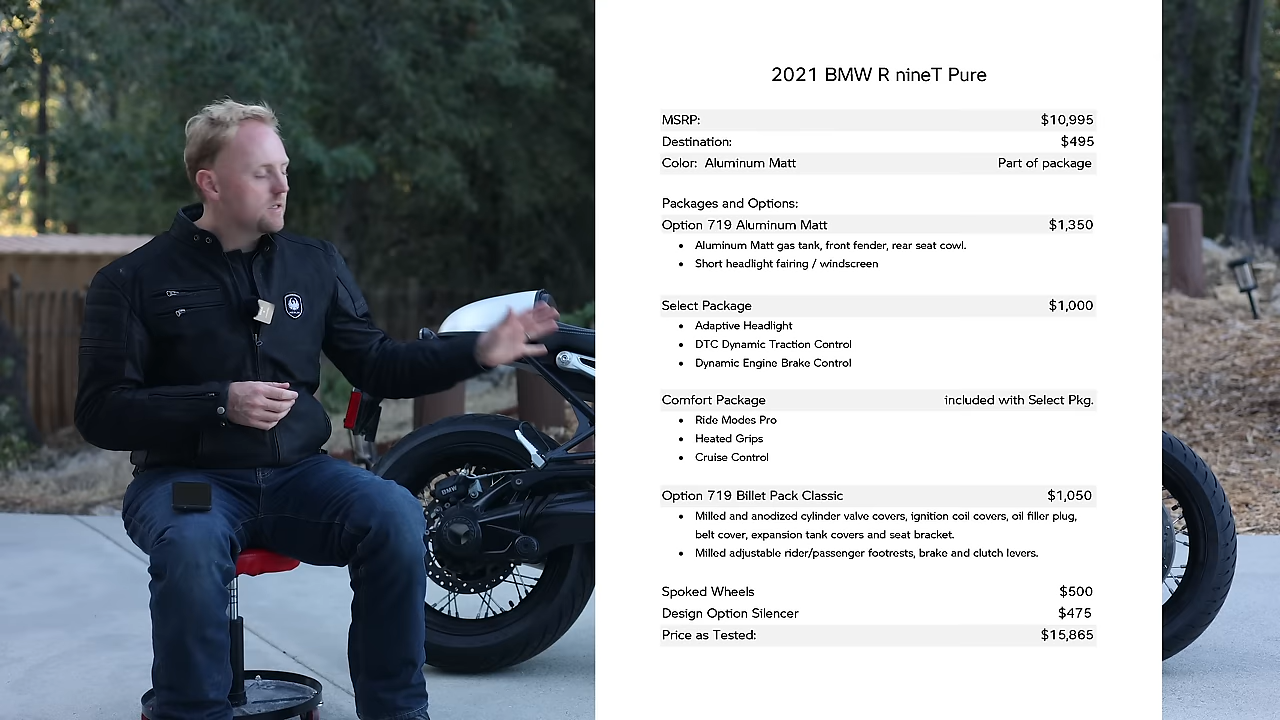 2021 BMW R nineT Pure
MSRP: $10,995
Destination: $495
Color: Aluminum Matt Part of package
Packages and Options:
Option 719 Aluminum Matt $1,350
• Aluminum Matt gas tank, front fender, rear seat cowl.
• Short headlight fairing / windscreen
Select Package $1,000
• Adaptive Headlight
• DTC Dynamic Traction Control
• Dynamic Engine Brake Control
Comfort Package included with Select Pkg.
• Ride Modes Pro
• Heated Grips
• Cruise Control
Option 719 Billet Pack Classic $1,050
• Milled and anodized cylinder valve covers, ignition coil covers, oil filler plug,
belt cover, expansion tank covers and seat bracket.
• Milled adjustable rider/passenger footrests, brake and clutch levers.
Spoked Wheels $500
Design Option Silencer $475
Price as Tested: $15,865
BMW